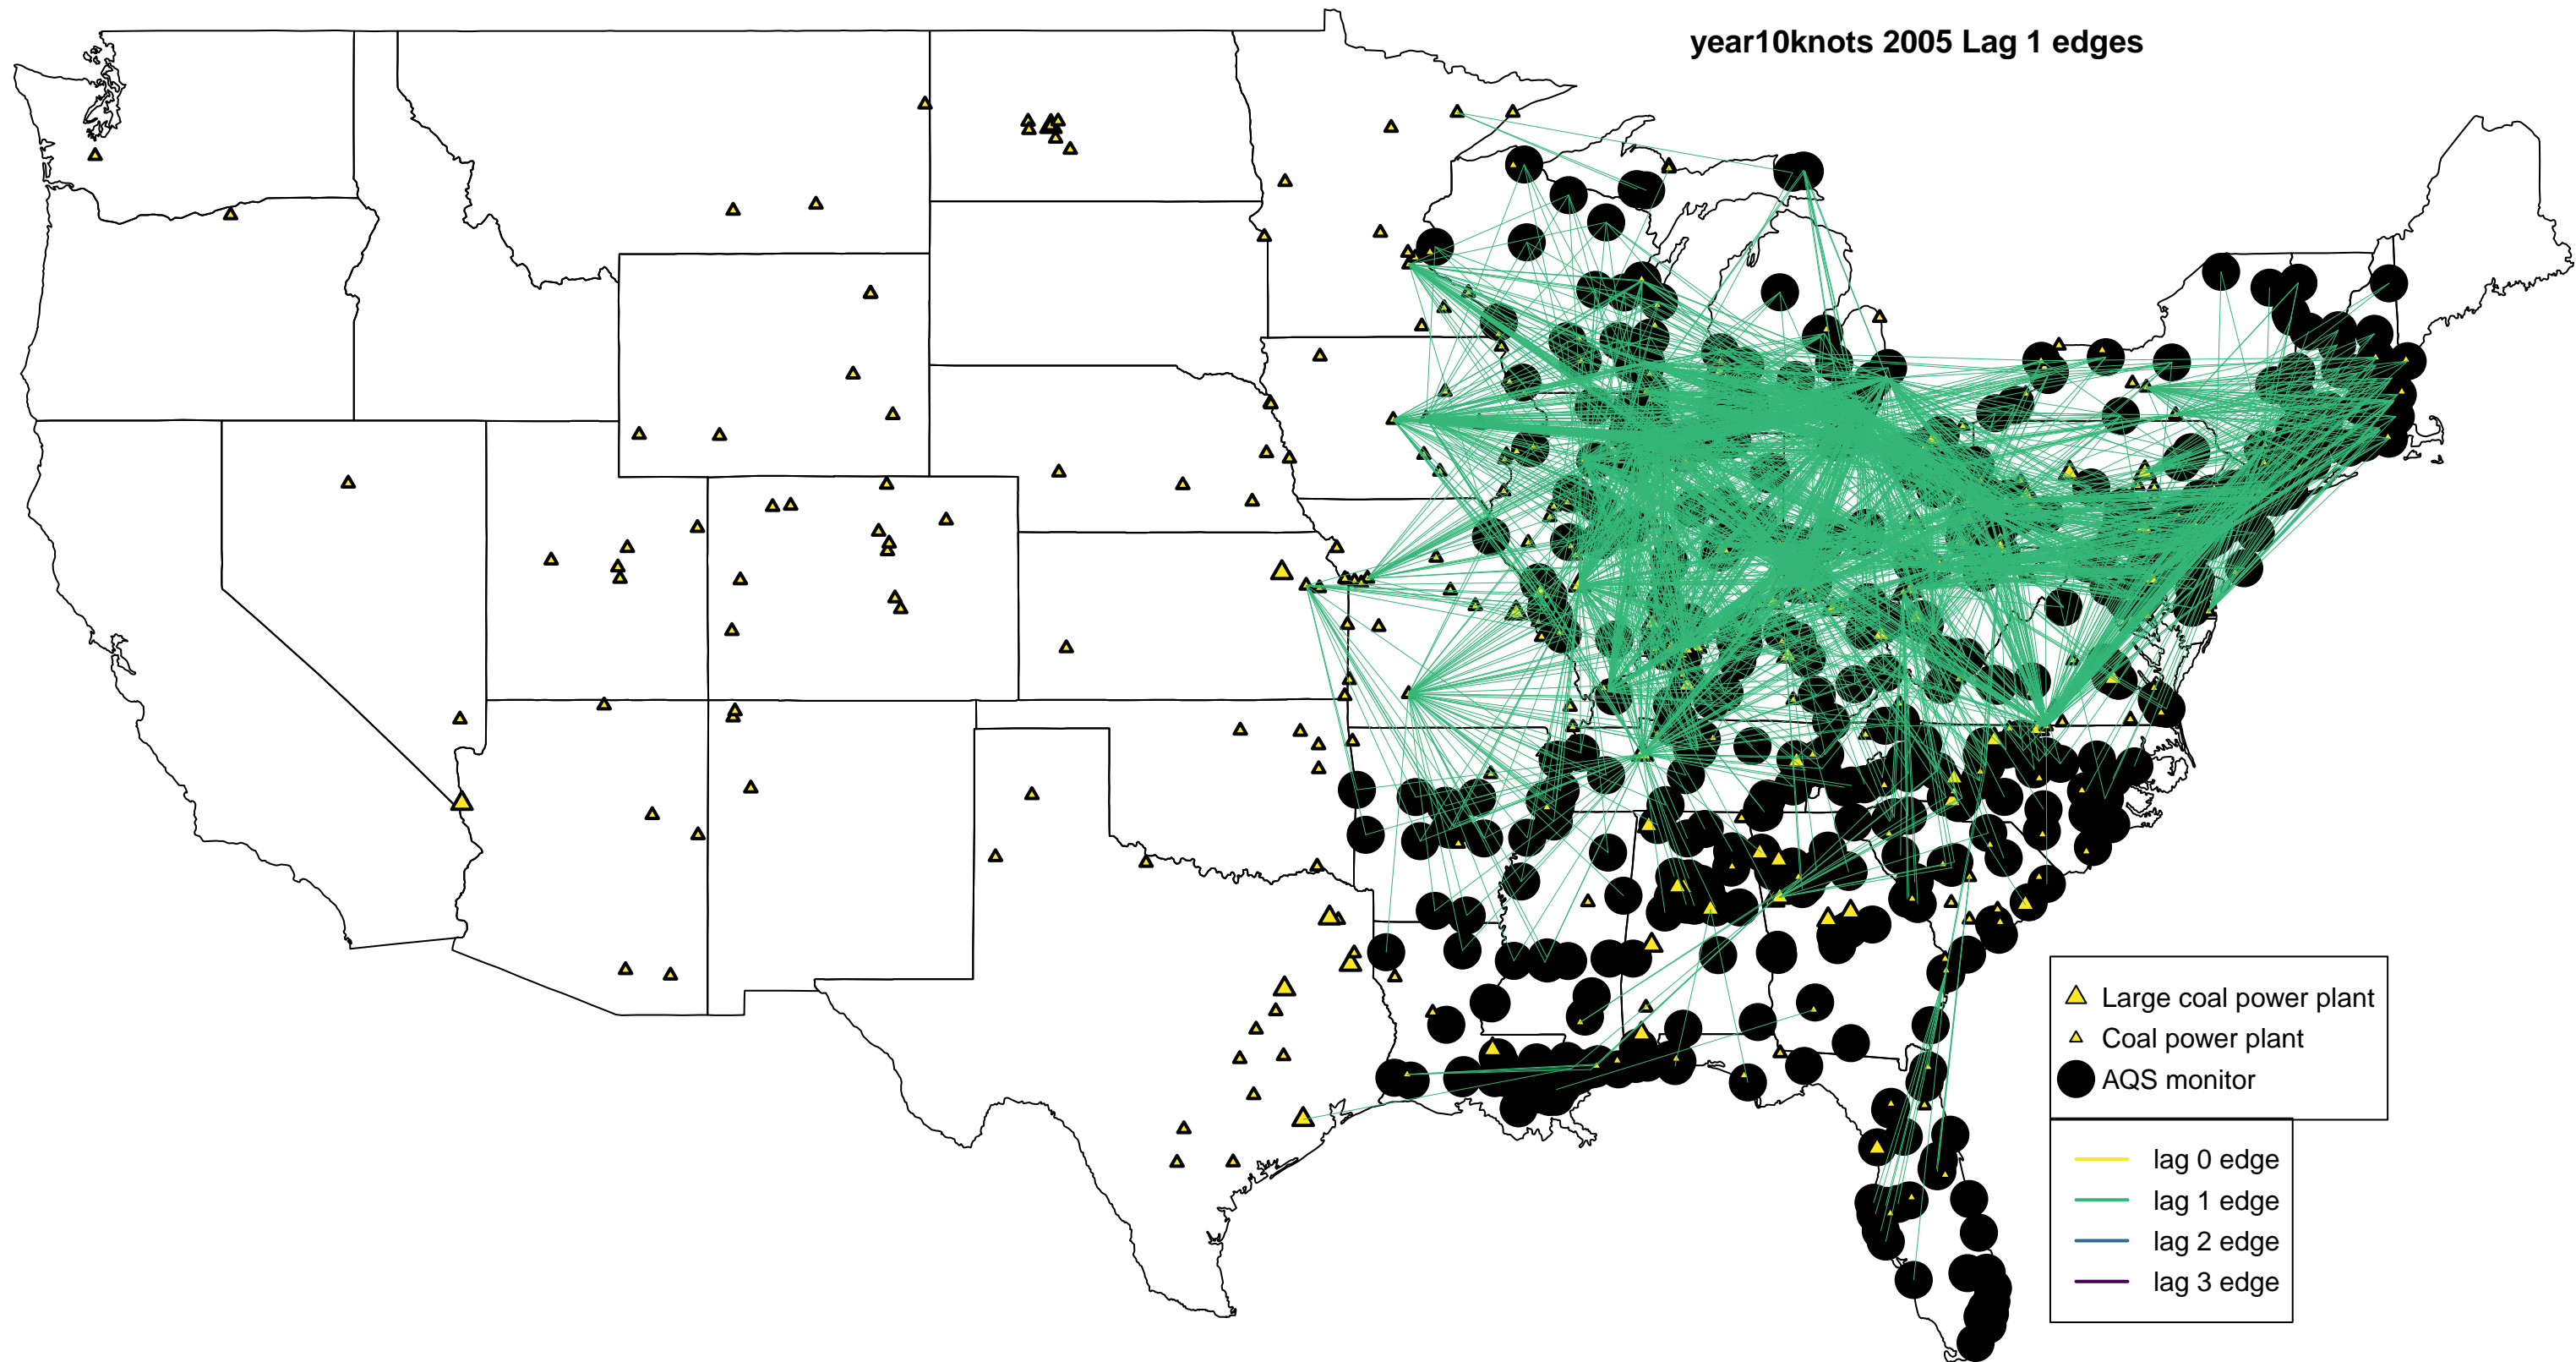 year10knots 2005 Lag 1 edges
Large coal power plant
Coal power plant
AQS monitor
lag 0 edge
lag 1 edge
lag 2 edge
lag 3 edge